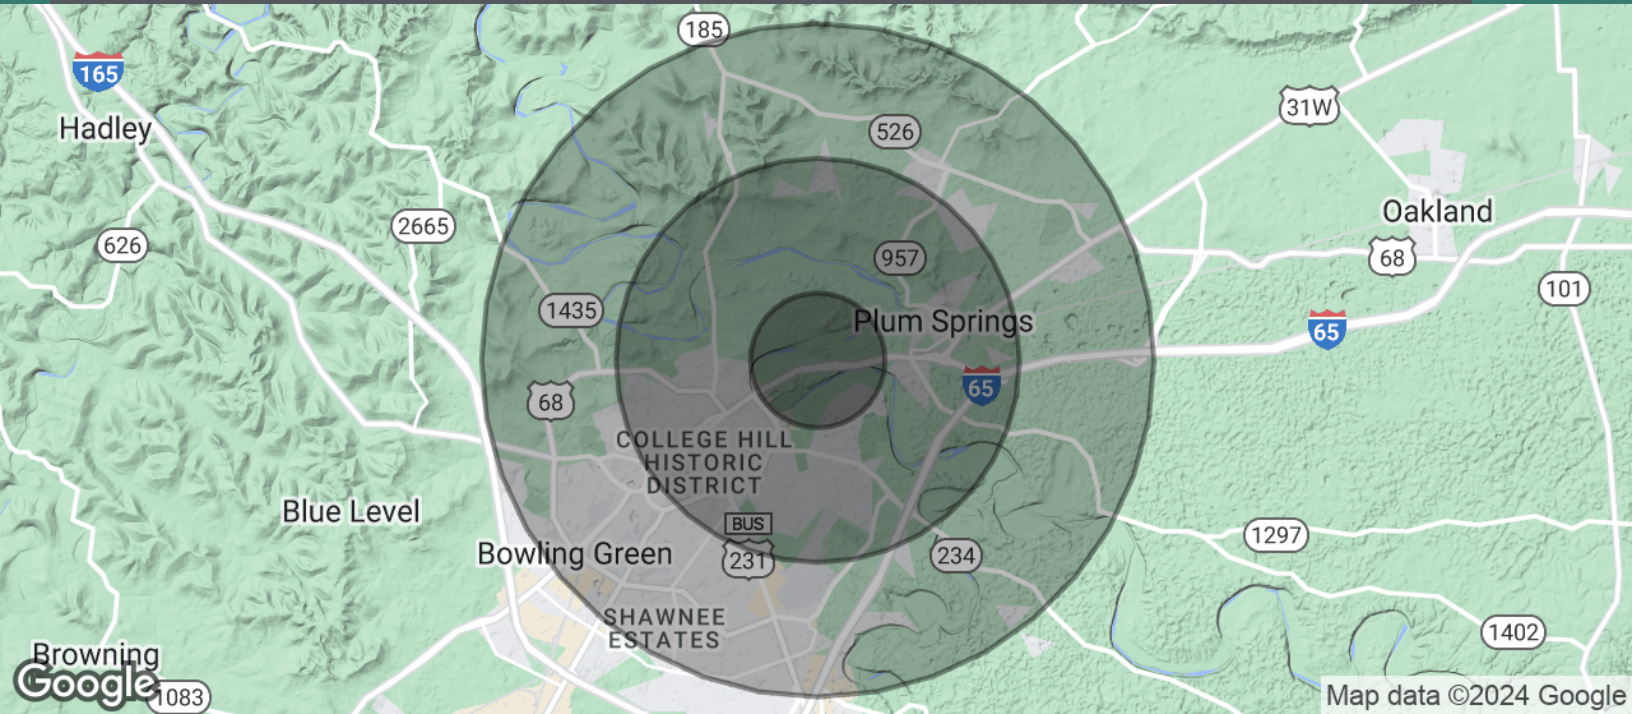 185
165
Hadley
31W
526
Oakland
2665
626
957
68
101
1435
Plum Springs
65
65
68
COLLEGE HILL
HISTORIC
DISTRICT
Blue Level
BUS
231
Bowling Green
234
1297
SHAWNEE
ESTATES
1402
Browning
Google
1083
Map data ©2024 Google